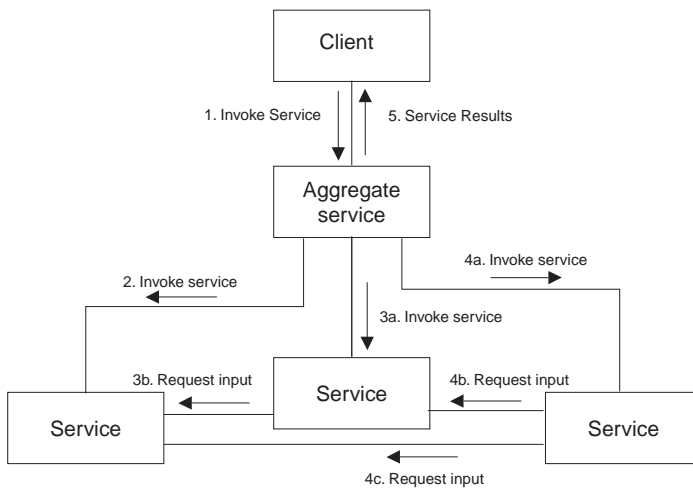 Client
1. Invoke Service
5. Service Results
Aggregate
service
4a. Invoke service
2. Invoke service
3a. Invoke service
3b. Request input
Service
4b. Request input
Service
Service
4c. Request input